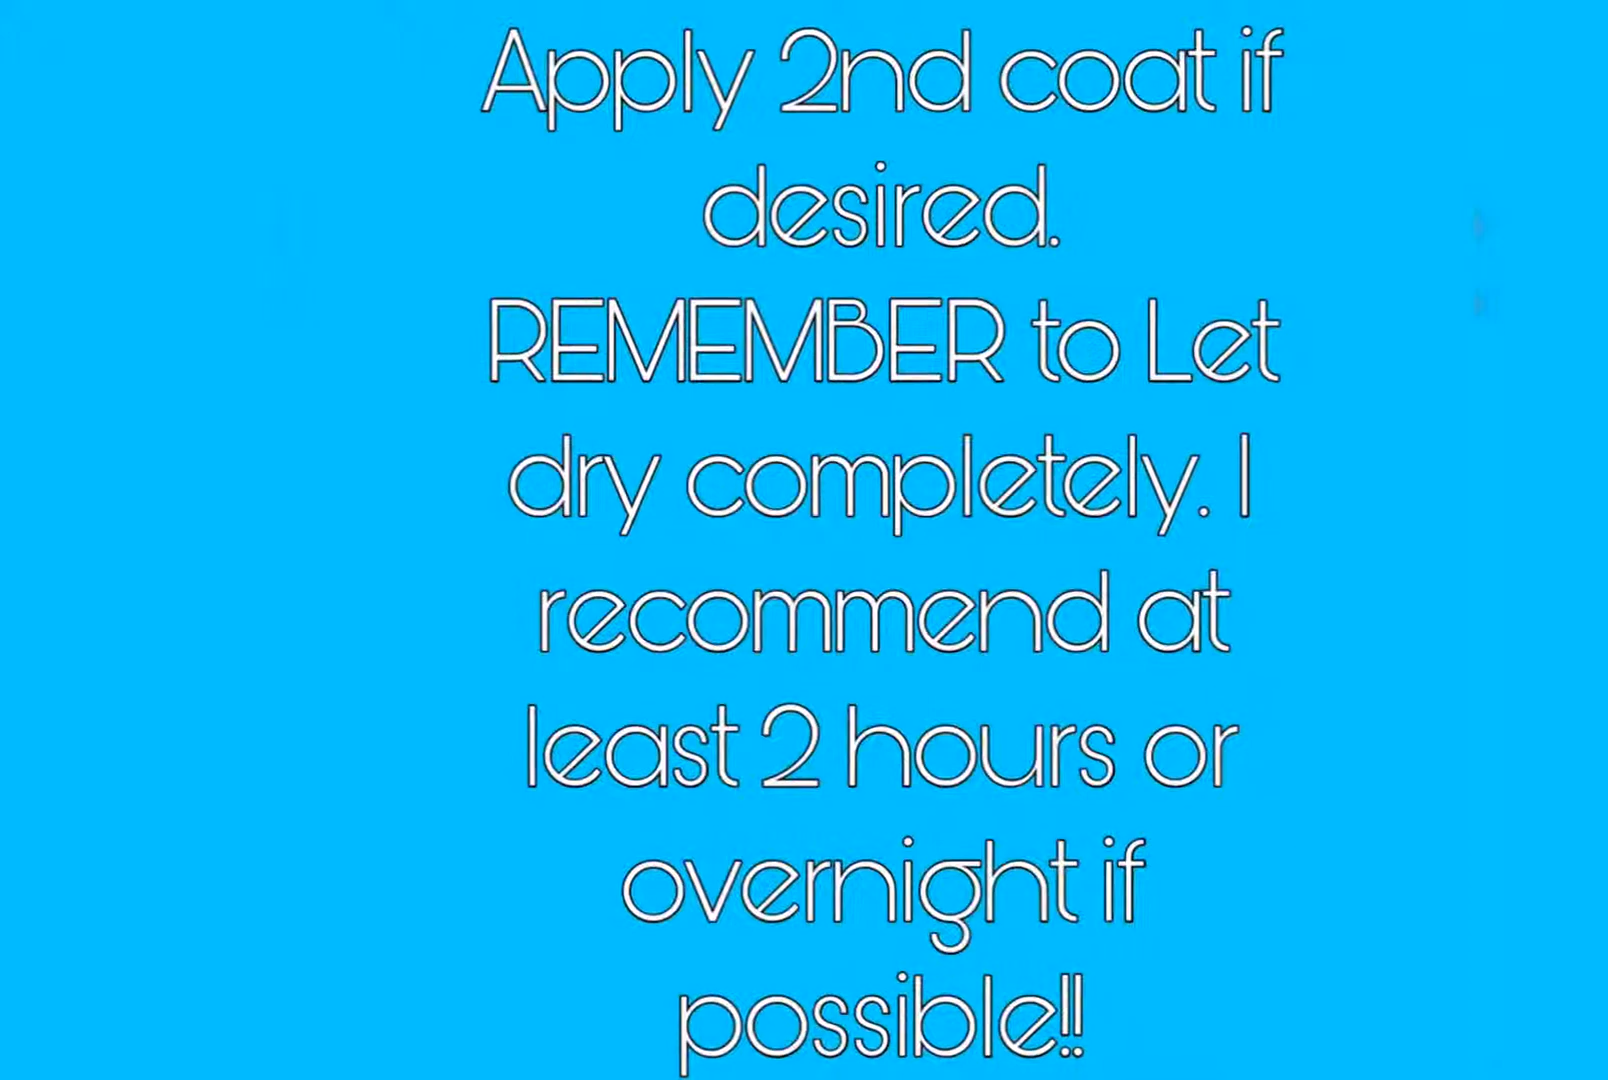 Apply 2nd coat if
desired.
REMEMBER to Let
dry completely. I
recommend at
least 2 hours or
overnight if
possible!!